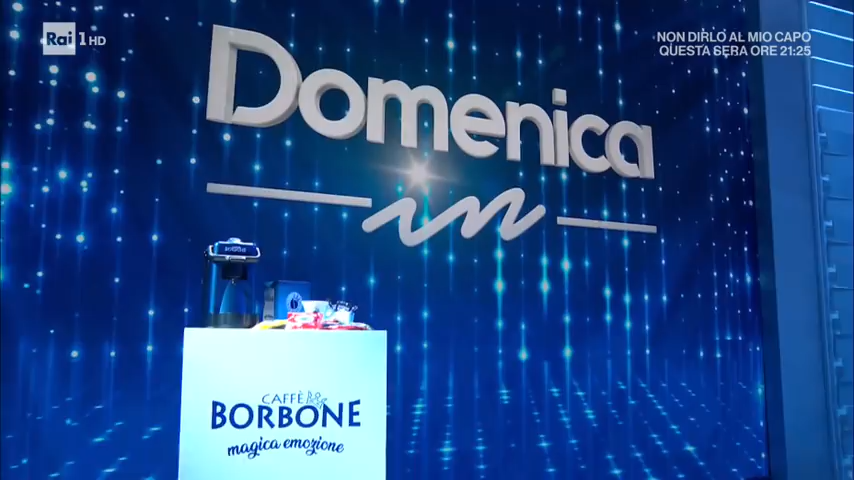 Rai 1 HD
NON DIRLO AL MIO CAPO
QUESTA SERA ORE 21:25
Domenica
in
CAFFÈ
BORBONE
magica emozione